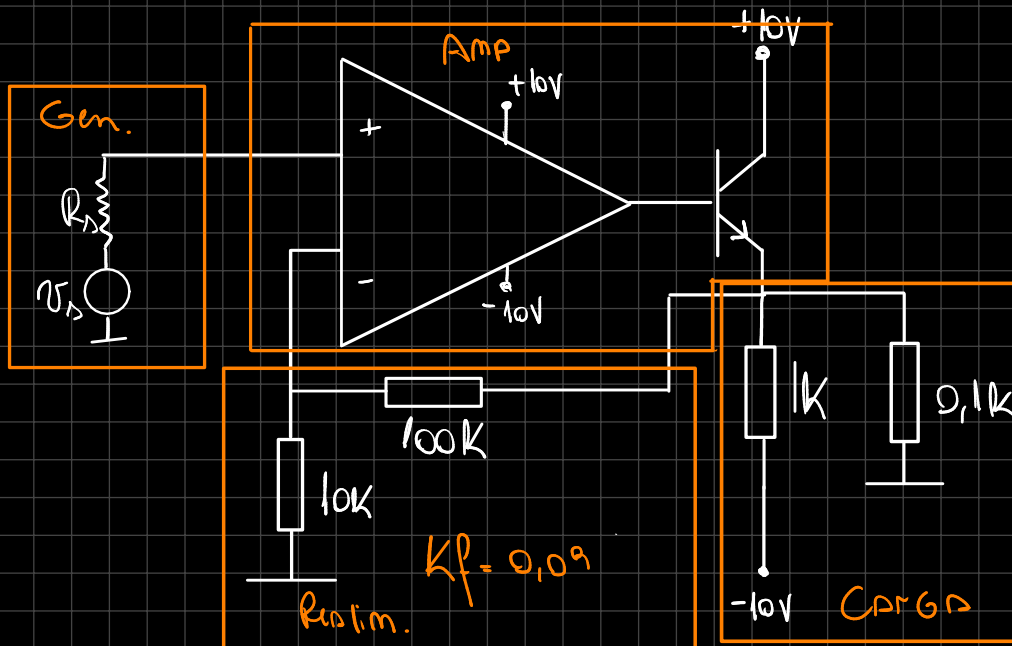 Amp
+10V
+10V
Gen.
+
Rs
vs
-
-10V
1K
0,1K
100K
10K
Kf = 0,09
-10V
Carga
Realim.